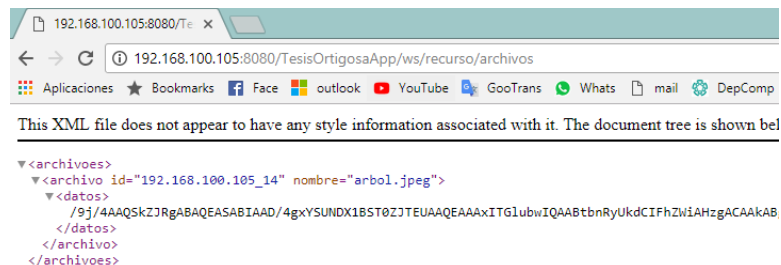 192.168.100.105:8080/Te
192.168.100.105:8080/TesisOrtigosaApp/ws/recurso/archivos
Aplicaciones Bookmarks Face outlook YouTube GooTrans Whats mail DepComp
This XML file does not appear to have any style information associated with it. The document tree is shown bel
▼<archivoes>
▼<archivo id="192.168.100.105_14" nombre="arbol.jpeg">
▼<datos>
/9j/4AAQSkZJRgABAQEASABIAAD/4gxYSUNDX1BST0ZJTEUAAQEAAAxITGlubwIQAABtbnRyUkdCIFhZWiAHzgACAAkAB
</datos>
</archivo>
</archivoes>